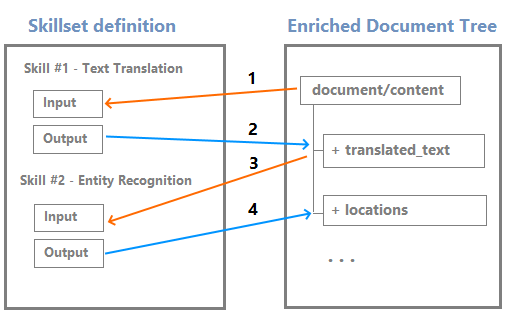 Skillset definition
Enriched Document Tree
Skill #1 - Text Translation
1
document/content
Input
2
Output
+ translated_text
3
Skill #2 - Entity Recognition
4
+ locations
Input
Output
...